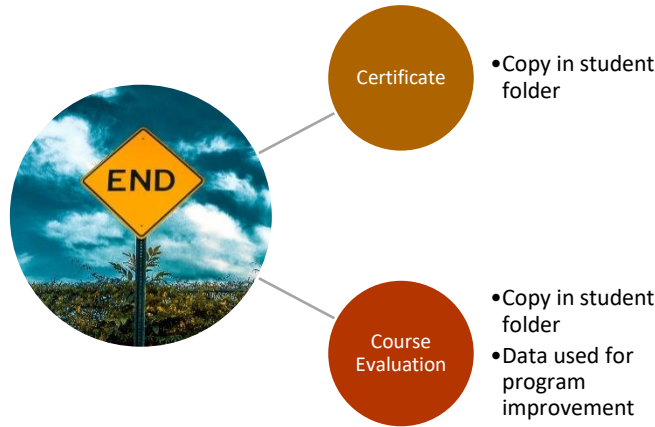 END
Certificate
•Copy in student
folder
Course
Evaluation
•Copy in student
folder
•Data used for
program
improvement